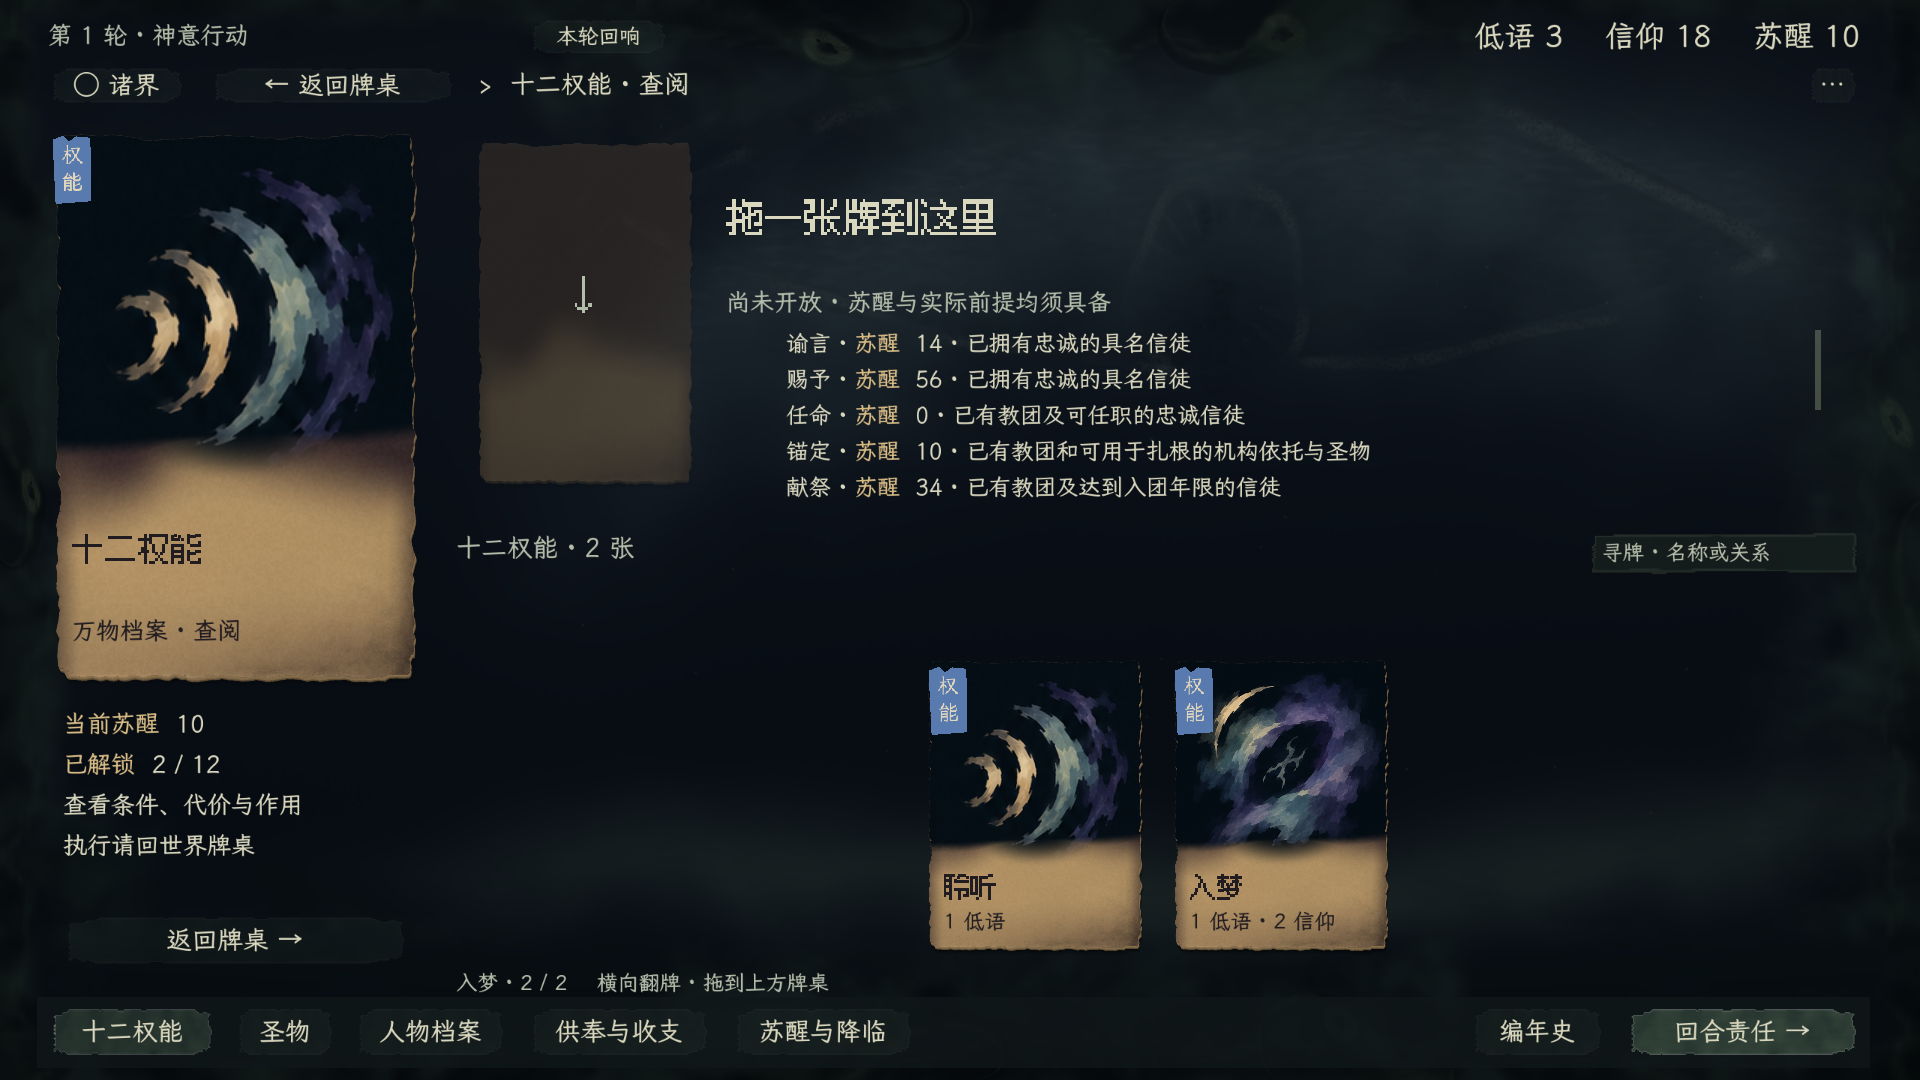 第 1 轮・神意行动
本轮回响
低语 3 信仰 18 苏醒 10
诸界
← 返回牌桌
> 十二权能・查阅
...
权能
十二权能
万物档案・查阅
拖一张牌到这里
尚未开放・苏醒与实际前提均须具备
谕言・苏醒 14・已拥有忠诚的具名信徒
赐予・苏醒 56・已拥有忠诚的具名信徒
任命・苏醒 0・已有教团及可任职的忠诚信徒
锚定・苏醒 10・已有教团和可用于扎根的机构依托与圣物
献祭・苏醒 34・已有教团及达到入团年限的信徒
十二权能・2 张
寻牌・名称或关系
当前苏醒 10
已解锁 2 / 12
查看条件、代价与作用
执行请回世界牌桌
返回牌桌 →
权能
聆听
1 低语
权能
入梦
1 低语・2 信仰
入梦・2 / 2 横向翻牌・拖到上方牌桌
十二权能
圣物
人物档案
供奉与收支
苏醒与降临
编年史
回合责任 →